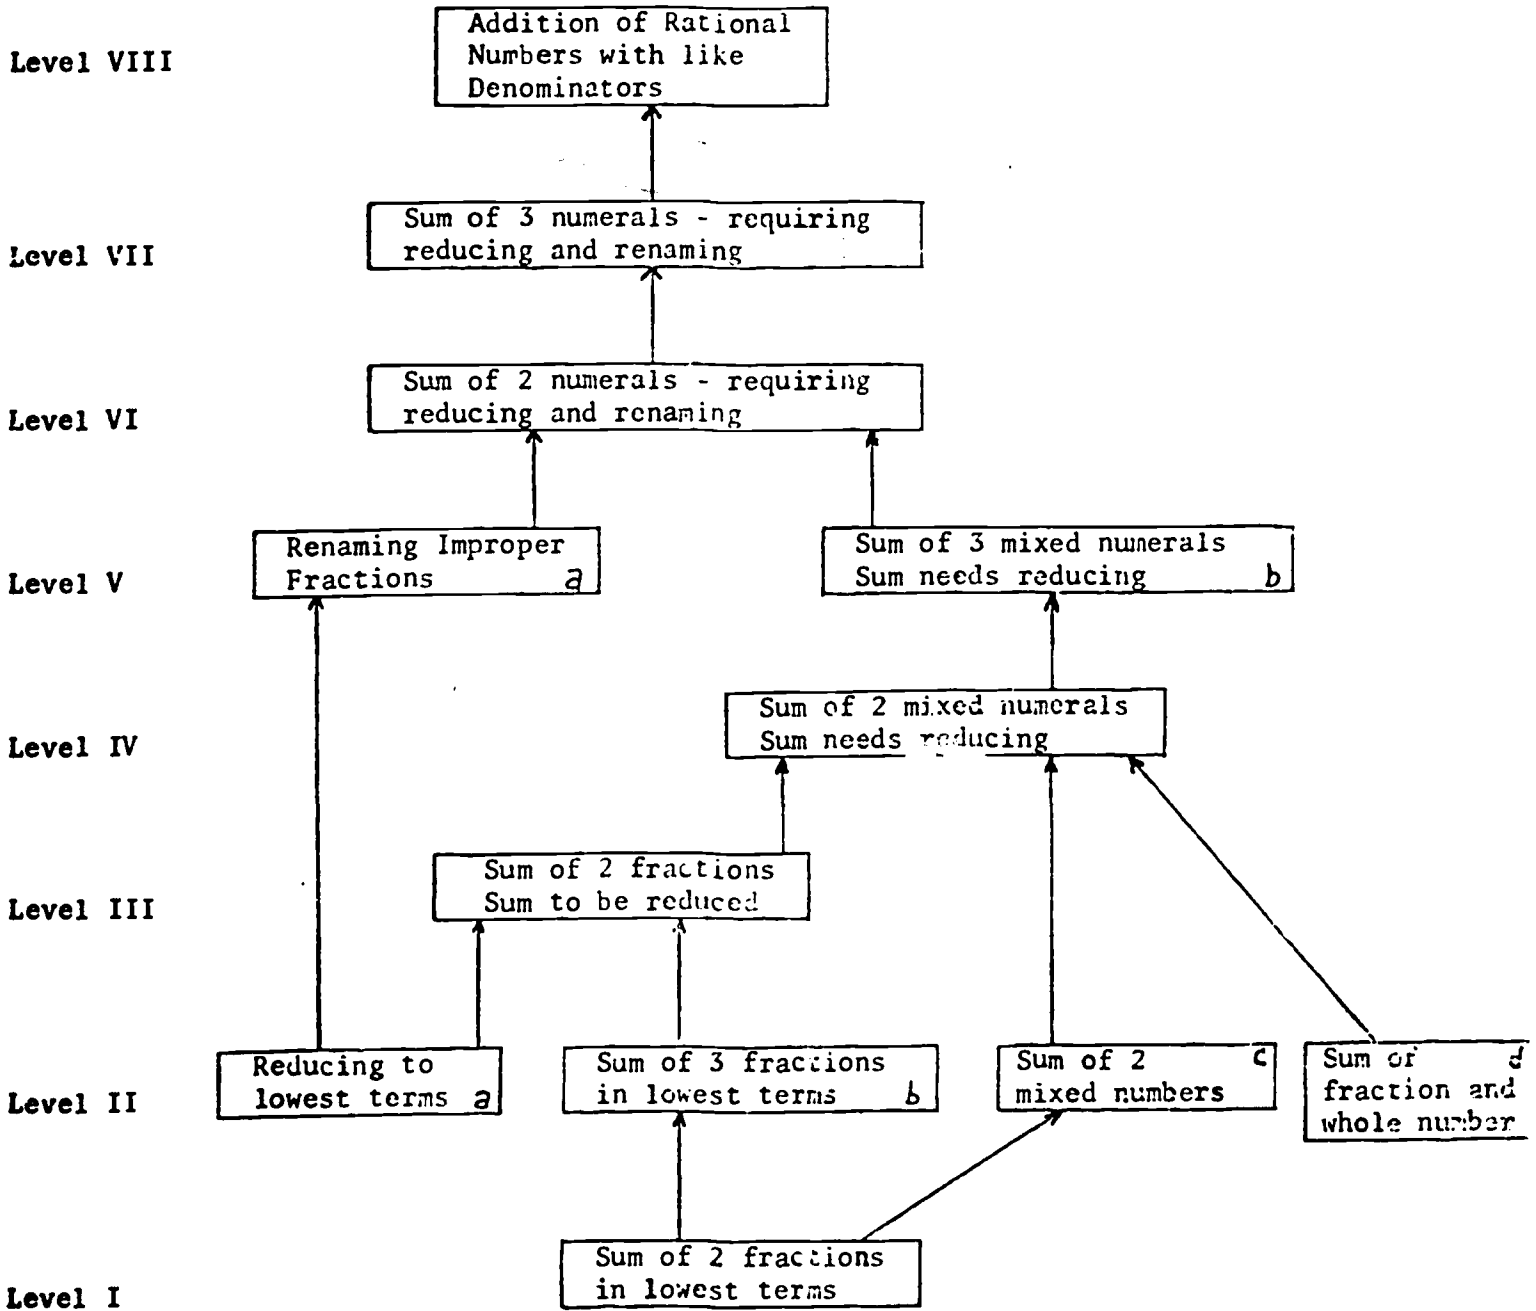 Level VIII
Addition of Rational
Numbers with like
Denominators
Level VII
Sum of 3 numerals - requiring
reducing and renaming
Level VI
Sum of 2 numerals - requiring
reducing and renaming
Level V
Renaming Improper
Fractions a
Sum of 3 mixed numerals
Sum needs reducing b
Level IV
Sum of 2 mixed numerals
Sum needs reducing
Level III
Sum of 2 fractions
Sum to be reduced
Level II
Reducing to
lowest terms a
Sum of 3 fractions
in lowest terms b
Sum of 2 c
mixed numbers
Sum of d
fraction and
whole number
Level I
Sum of 2 fractions
in lowest terms